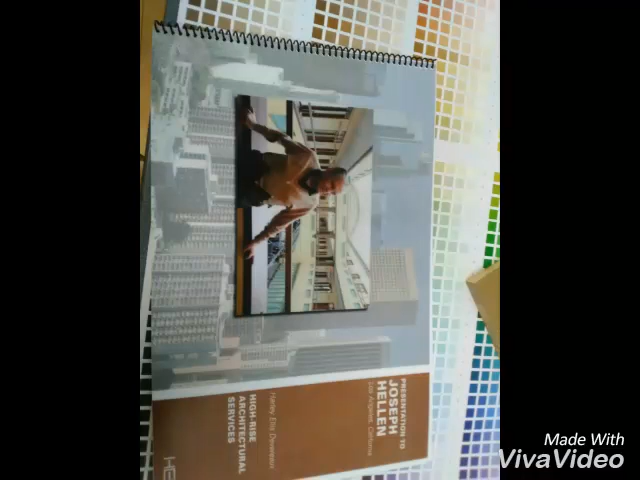 PRESENTATION TO
JOSEPH
HELLEN
Los Angeles, California
Harley Ellis Devereaux
HIGH-RISE
ARCHITECTURAL
SERVICES
Made With
VivaVideo